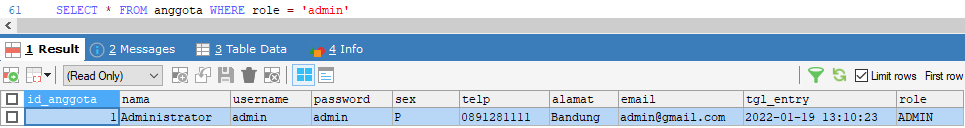 61 SELECT * FROM anggota WHERE role = 'admin'
1 Result 2 Messages 3 Table Data 4 Info
(Read Only) Limit rows First row
id_anggota nama username password sex telp alamat email tgl_entry role
1 Administrator admin admin P 0891281111 Bandung admin@gmail.com 2022-01-19 13:10:23 ADMIN